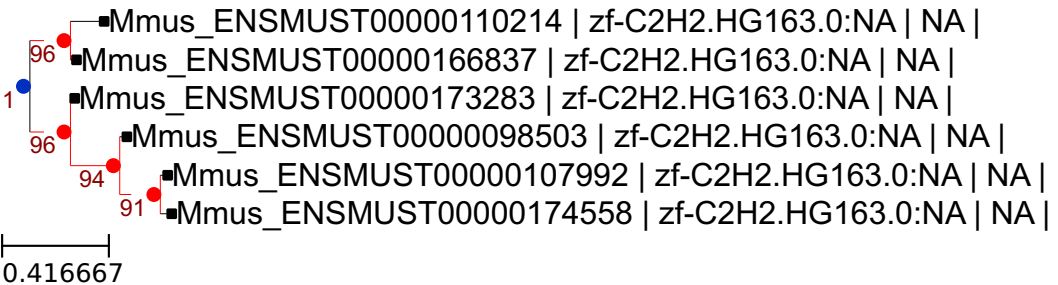 Mmus_ENSMUST00000110214 | zf-C2H2.HG163.0:NA | NA |
96
Mmus_ENSMUST00000166837 | zf-C2H2.HG163.0:NA | NA |
1
Mmus_ENSMUST00000173283 | zf-C2H2.HG163.0:NA | NA |
96
Mmus_ENSMUST00000098503 | zf-C2H2.HG163.0:NA | NA |
94
Mmus_ENSMUST00000107992 | zf-C2H2.HG163.0:NA | NA |
91
Mmus_ENSMUST00000174558 | zf-C2H2.HG163.0:NA | NA |
0.416667